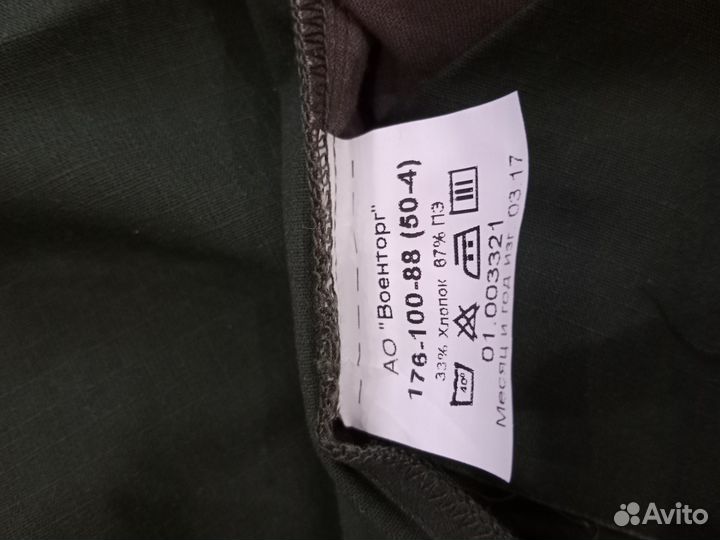 АО "Военторг"
176-100-88 (50-4)
33% Хлопок 67% ПЭ
40°
01.003321
Месяц и год изг. 03 17
Avito